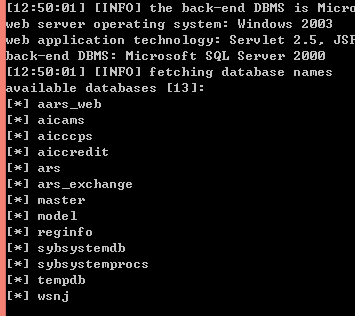 [12:50:01] [INFO] the back-end DBMS is Micro
web server operating system: Windows 2003
web application technology: Servlet 2.5, JSP
back-end DBMS: Microsoft SQL Server 2000
[12:50:01] [INFO] fetching database names
available databases [13]:
[*] aars_web
[*] aicams
[*] aicccps
[*] aiccredit
[*] ars
[*] ars_exchange
[*] master
[*] model
[*] reginfo
[*] sybsystemdb
[*] sybsystemprocs
[*] tempdb
[*] wsnj